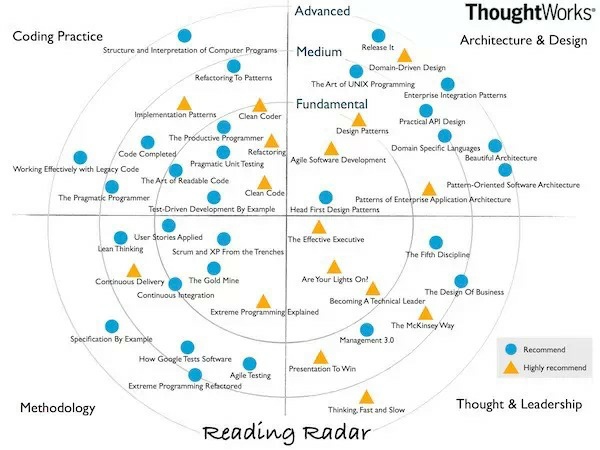 Advanced
ThoughtWorks®
Coding Practice
Release It
Architecture & Design
Structure and Interpretation of Computer Programs
Medium
Domain-Driven Design
Refactoring To Patterns
The Art of UNIX Programming
Enterprise Integration Patterns
Fundamental
Implementation Patterns
Clean Coder
Practical API Design
Design Patterns
The Productive Programmer
Domain Specific Languages
Code Completed
Refactoring
Agile Software Development
Beautiful Architecture
Working Effectively with Legacy Code
Pragmatic Unit Testing
The Art of Readable Code
Pattern-Oriented Software Architecture
The Pragmatic Programmer
Clean Code
Patterns of Enterprise Application Architecture
Test-Driven Development By Example
Head First Design Patterns
User Stories Applied
The Effective Executive
Lean Thinking
Scrum and XP From the Trenches
The Fifth Discipline
Continuous Delivery
The Gold Mine
Are Your Lights On?
Continuous Integration
The Design Of Business
Becoming A Technical Leader
Extreme Programming Explained
The McKinsey Way
Specification By Example
Management 3.0
Recommend
How Google Tests Software
Highly recommend
Agile Testing
Presentation To Win
Extreme Programming Refactored
Methodology
Thinking, Fast and Slow
Thought & Leadership
Reading Radar